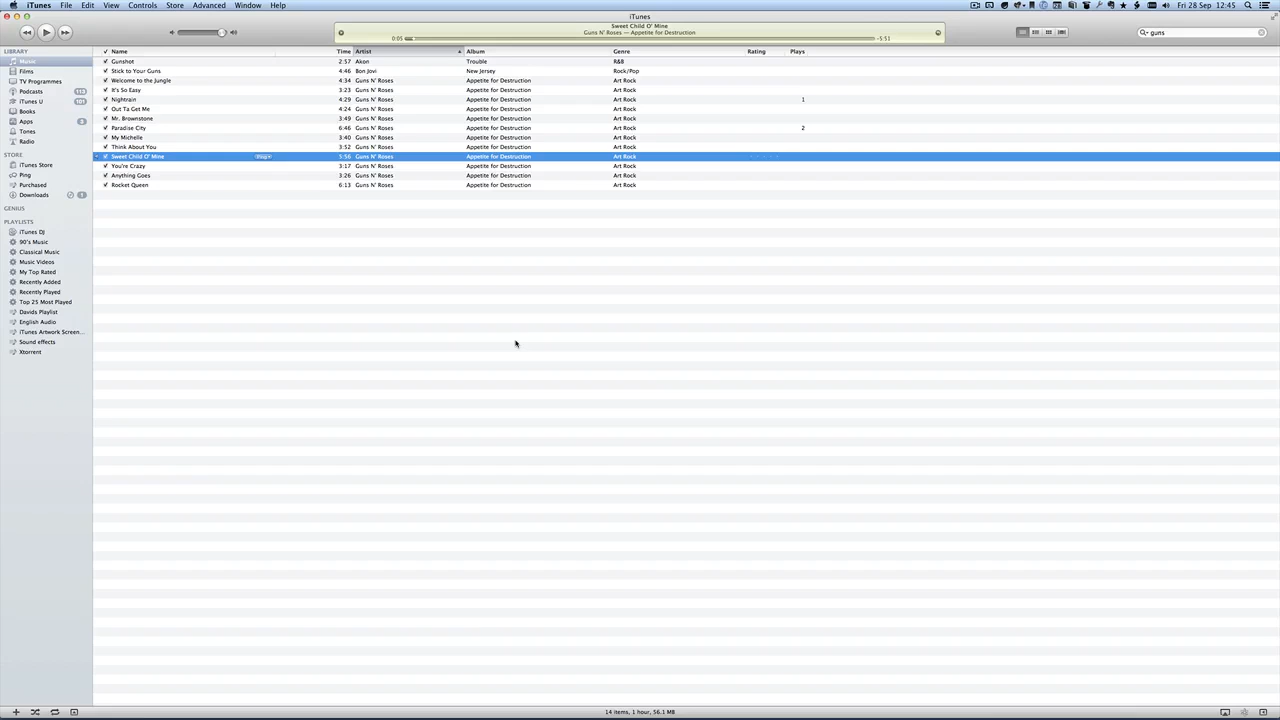 iTunes File Edit View Controls Store Advanced Window Help Fri 28 Sep 12:45
iTunes
Sweet Child O' Mine
Guns N' Roses — Appetite for Destruction
0:05 -5:51
guns
LIBRARY
Music
Films
TV Programmes
Podcasts 112
iTunes U 101
Books
Apps
Tones
Radio
STORE
iTunes Store
Ping
Purchased
Downloads 1
GENIUS
PLAYLISTS
iTunes DJ
90's Music
Classical Music
Music Videos
My Top Rated
Recently Added
Recently Played
Top 25 Most Played
Davids Playlist
English Audio
iTunes Artwork Screen...
Sound effects
Xtorrent
Name Time Artist Album Genre Rating Plays
Gunshot 2:57 Akon Trouble R&B
Stick to Your Guns 4:46 Bon Jovi New Jersey Rock/Pop
Welcome to the Jungle 4:34 Guns N' Roses Appetite for Destruction Art Rock
It's So Easy 3:23 Guns N' Roses Appetite for Destruction Art Rock
Nightrain 4:29 Guns N' Roses Appetite for Destruction Art Rock 1
Out Ta Get Me 4:24 Guns N' Roses Appetite for Destruction Art Rock
Mr. Brownstone 3:49 Guns N' Roses Appetite for Destruction Art Rock
Paradise City 6:46 Guns N' Roses Appetite for Destruction Art Rock 2
My Michelle 3:40 Guns N' Roses Appetite for Destruction Art Rock
Think About You 3:52 Guns N' Roses Appetite for Destruction Art Rock
Sweet Child O' Mine Ping 5:56 Guns N' Roses Appetite for Destruction Art Rock
You're Crazy 3:17 Guns N' Roses Appetite for Destruction Art Rock
Anything Goes 3:26 Guns N' Roses Appetite for Destruction Art Rock
Rocket Queen 6:13 Guns N' Roses Appetite for Destruction Art Rock
14 items, 1 hour, 56.1 MB